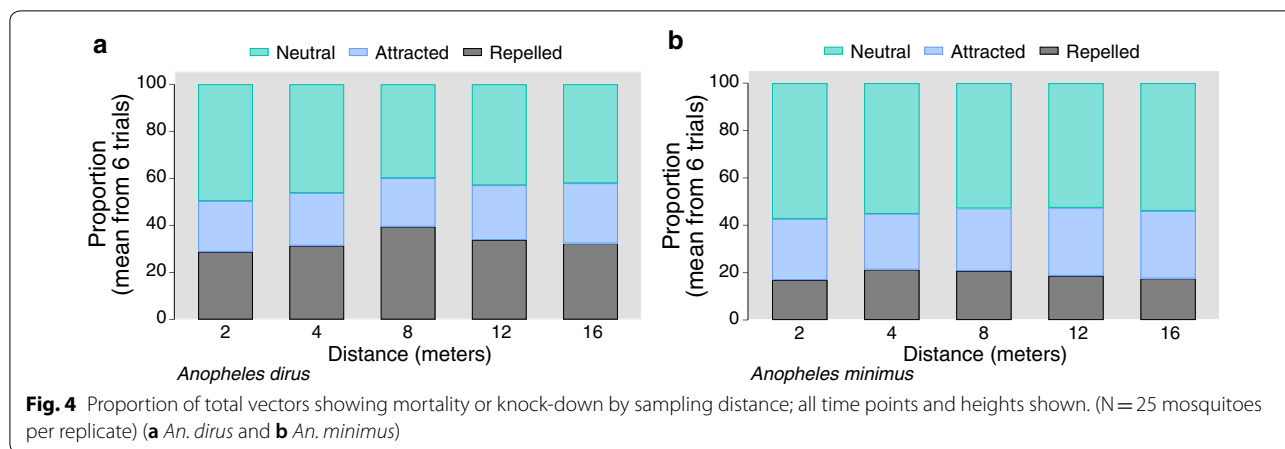 a
Neutral Attracted Repelled
Proportion
(mean from 6 trials)
100
80
60
40
20
0
2 4 8 12 16
Distance (meters)
Anopheles dirus
b
Neutral Attracted Repelled
Proportion
(mean from 6 trials)
100
80
60
40
20
0
2 4 8 12 16
Distance (meters)
Anopheles minimus
Fig. 4 Proportion of total vectors showing mortality or knock-down by sampling distance; all time points and heights shown. (N = 25 mosquitoes
per replicate) (a An. dirus and b An. minimus)